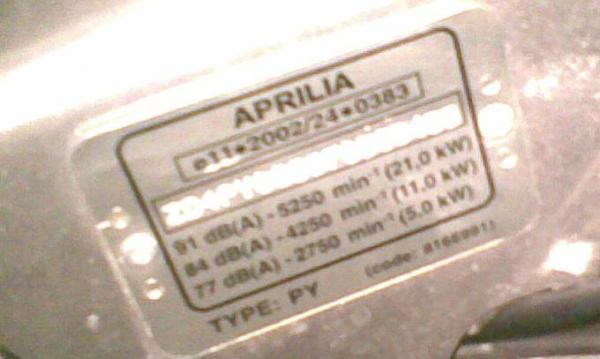 APRILIA
e11*2002/24*0383
91 dB(A) - 5250 min⁻¹ (21,0 kW)
84 dB(A) - 4250 min⁻¹ (11,0 kW)
77 dB(A) - 2750 min⁻¹ (5,0 kW)
TYPE: PY (code: